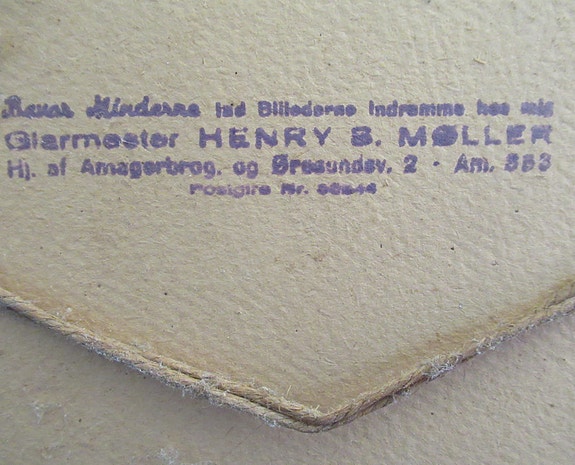 Bevar Minderne lad Billederne Indramme hos mig
Glarmester HENRY S. MØLLER
Hj. af Amagerbrog. og Øresundsv. 2 - Am. 553
Postgiro Nr.